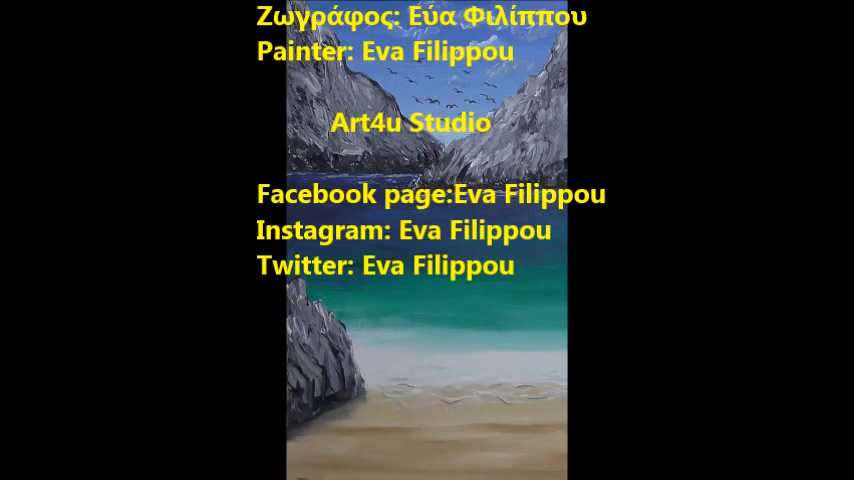 Ζωγράφος: Εύα Φιλίππου
Painter: Eva Filippou
Art4u Studio
Facebook page:Eva Filippou
Instagram: Eva Filippou
Twitter: Eva Filippou